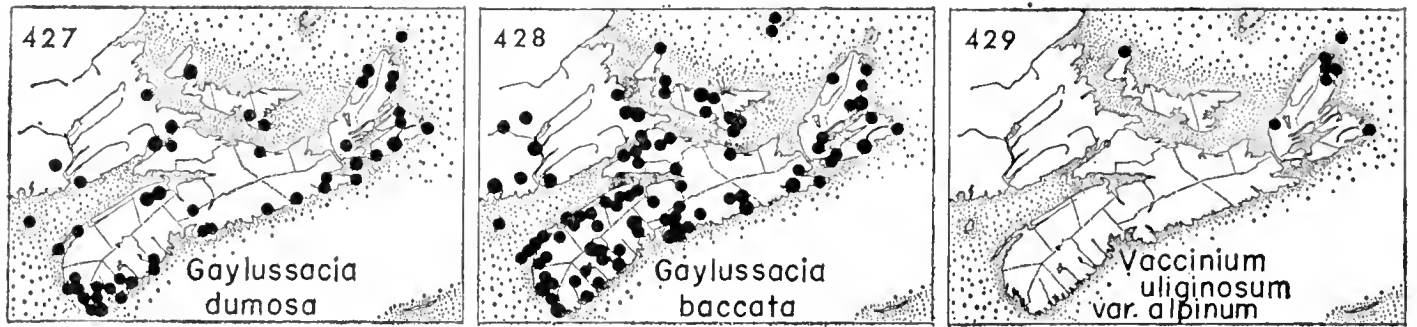 427
Gaylussacia
dumosa
428
Gaylussacia
baccata
429
Vaccinium
uliginosum
var. alpinum